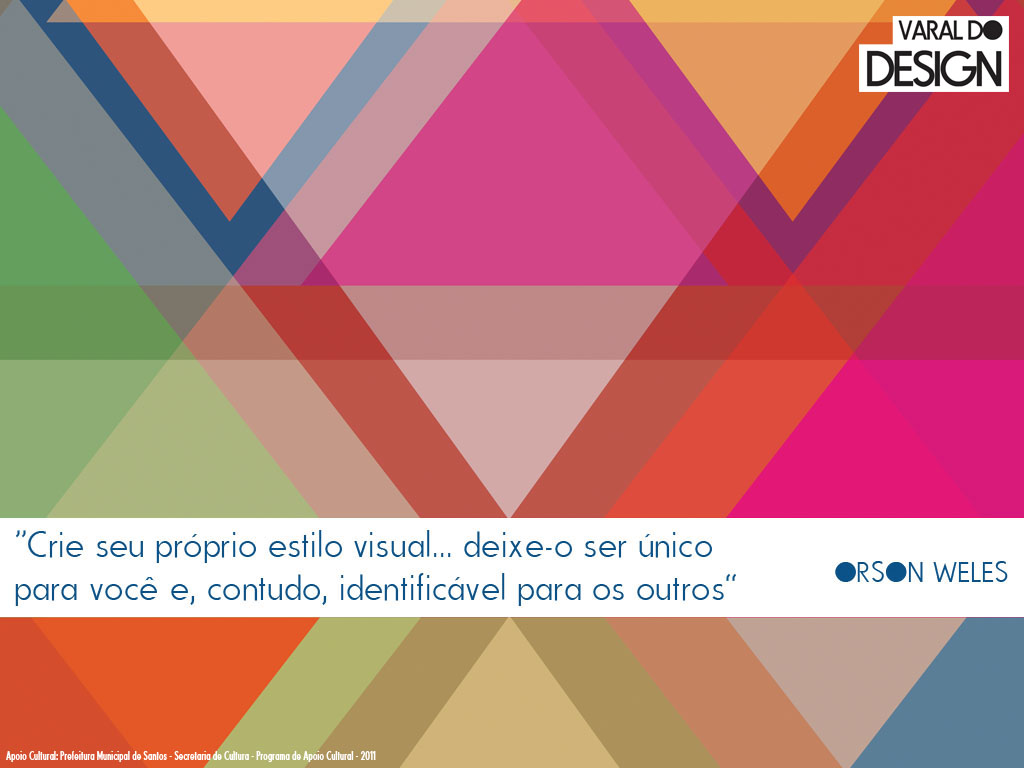 VARAL DO
DESIGN
”Crie seu próprio estilo visual... deixe-o ser único
para você e, contudo, identificável para os outros“
ORSON WELES
Apoio Cultural: Prefeitura Municipal de Santos - Secretaria de Cultura - Programa de Apoio Cultural - 2011